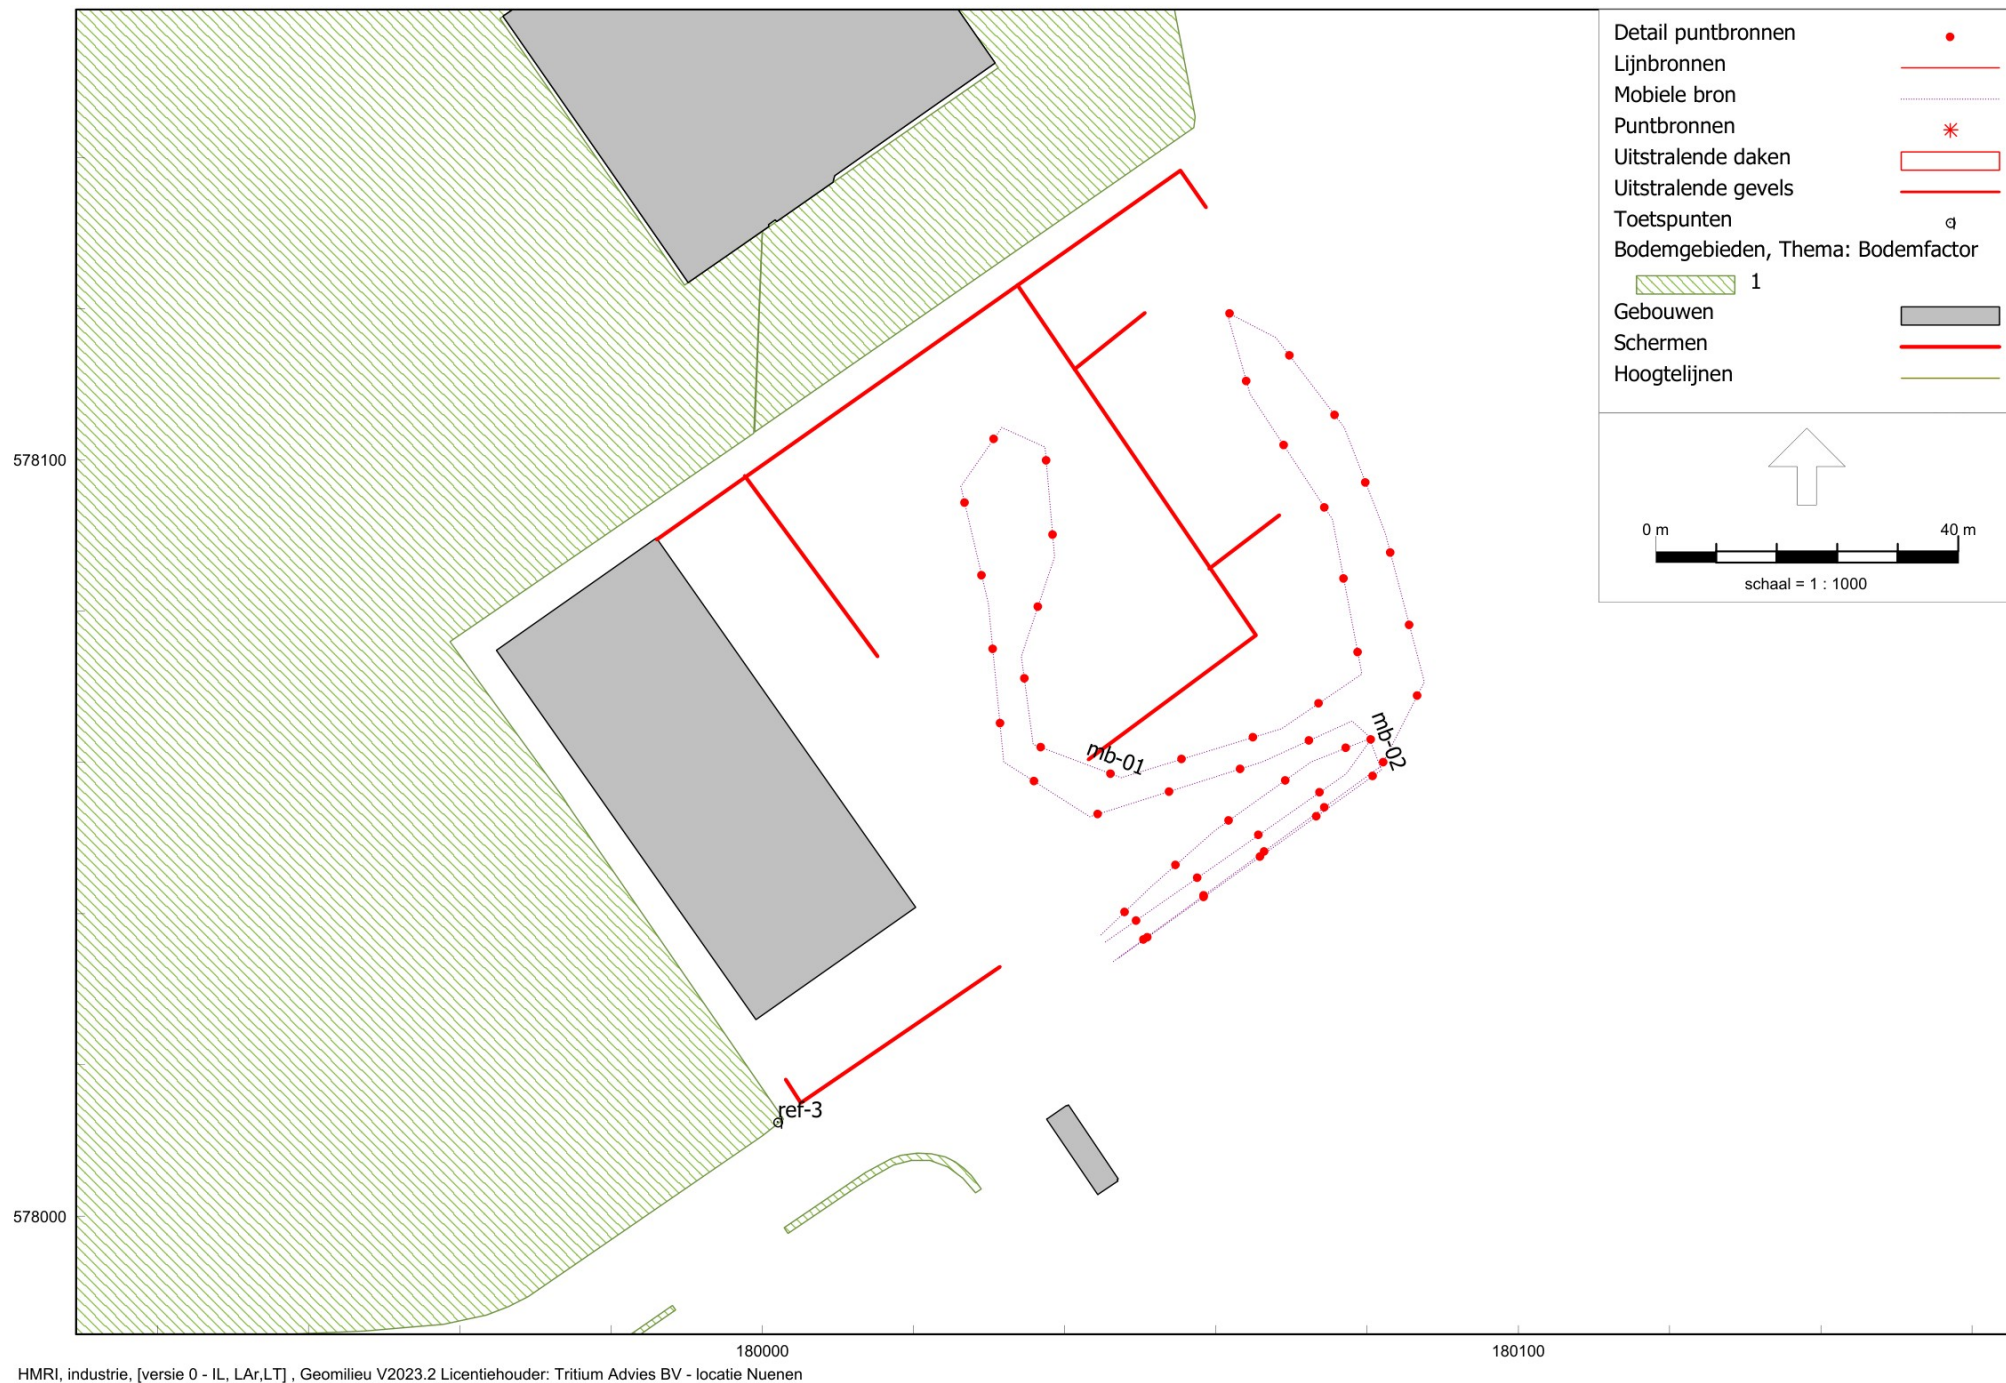 Detail puntbronnen
Lijnbronnen
Mobiele bron
Puntbronnen
Uitstralende daken
Uitstralende gevels
Toetspunten
Bodemgebieden, Thema: Bodemfactor
1
Gebouwen
Schermen
Hoogtelijnen
0 m 40 m
schaal = 1 : 1000
578100
mb-01
mb-02
ref-3
578000
180000 180100
HMRI, industrie, [versie 0 - IL, LAr,LT] , Geomilieu V2023.2 Licentiehouder: Tritium Advies BV - locatie Nuenen